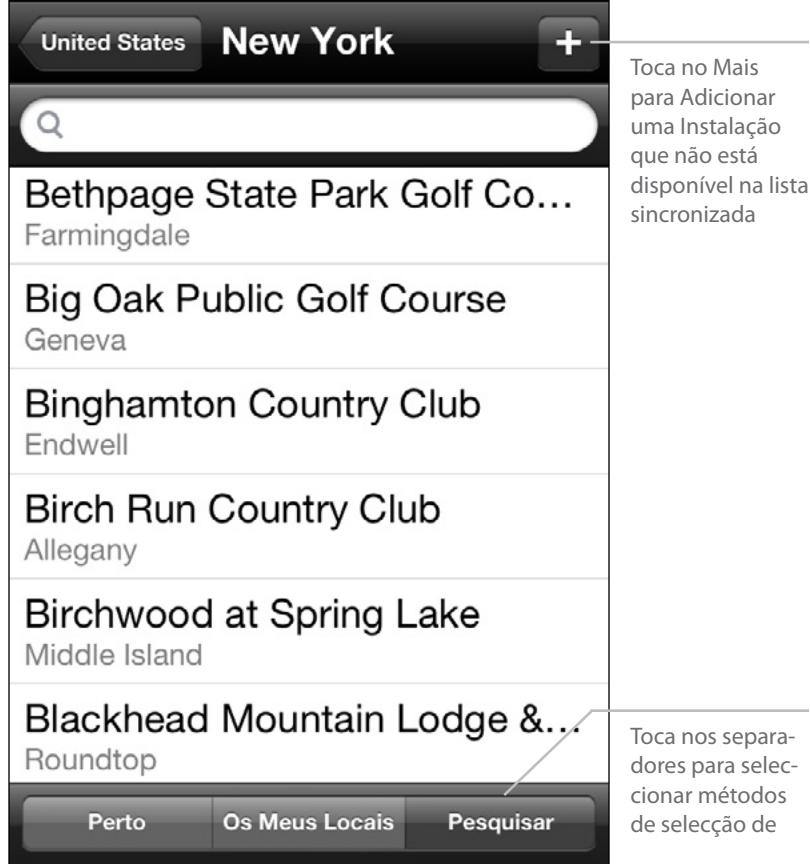 United States
New York
+
Toca no Mais
para Adicionar
uma Instalação
que não está
disponível na lista
sincronizada
Bethpage State Park Golf Co...
Farmingdale
Big Oak Public Golf Course
Geneva
Binghamton Country Club
Endwell
Birch Run Country Club
Allegany
Birchwood at Spring Lake
Middle Island
Blackhead Mountain Lodge &...
Roundtop
Toca nos separa-
dores para selec-
cionar métodos
de selecção de
Perto
Os Meus Locais
Pesquisar